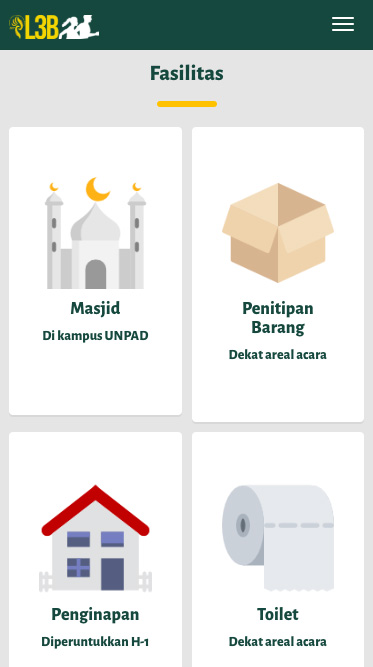 L3B
Fasilitas
Masjid
Di kampus UNPAD
Penitipan
Barang
Dekat areal acara
Penginapan
Diperuntukkan H-1
Toilet
Dekat areal acara